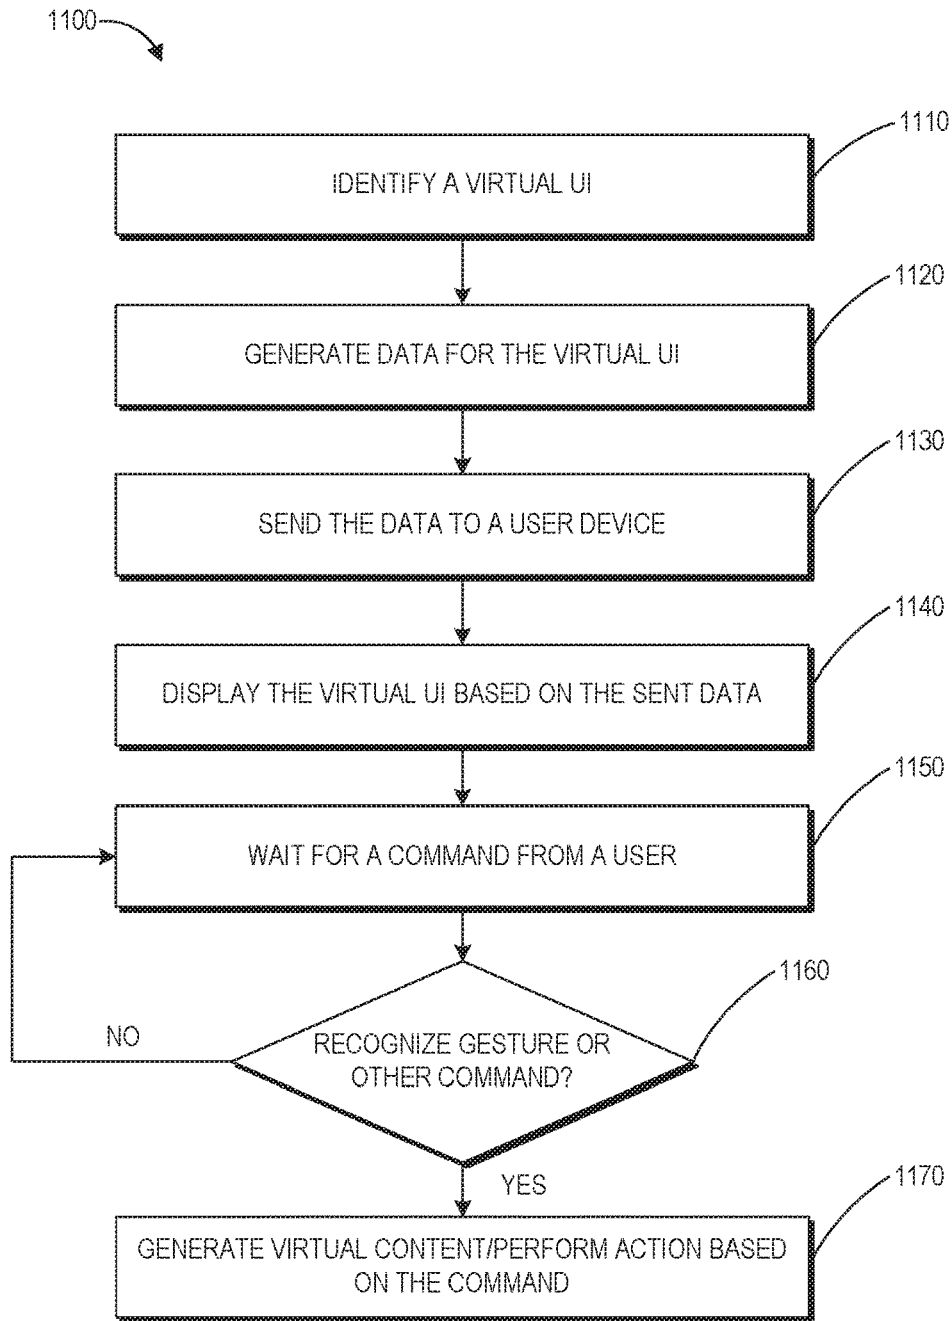 1100
1110
IDENTIFY A VIRTUAL UI
1120
GENERATE DATA FOR THE VIRTUAL UI
1130
SEND THE DATA TO A USER DEVICE
1140
DISPLAY THE VIRTUAL UI BASED ON THE SENT DATA
1150
WAIT FOR A COMMAND FROM A USER
1160
NO
RECOGNIZE GESTURE OR
OTHER COMMAND?
YES
1170
GENERATE VIRTUAL CONTENT/PERFORM ACTION BASED
ON THE COMMAND